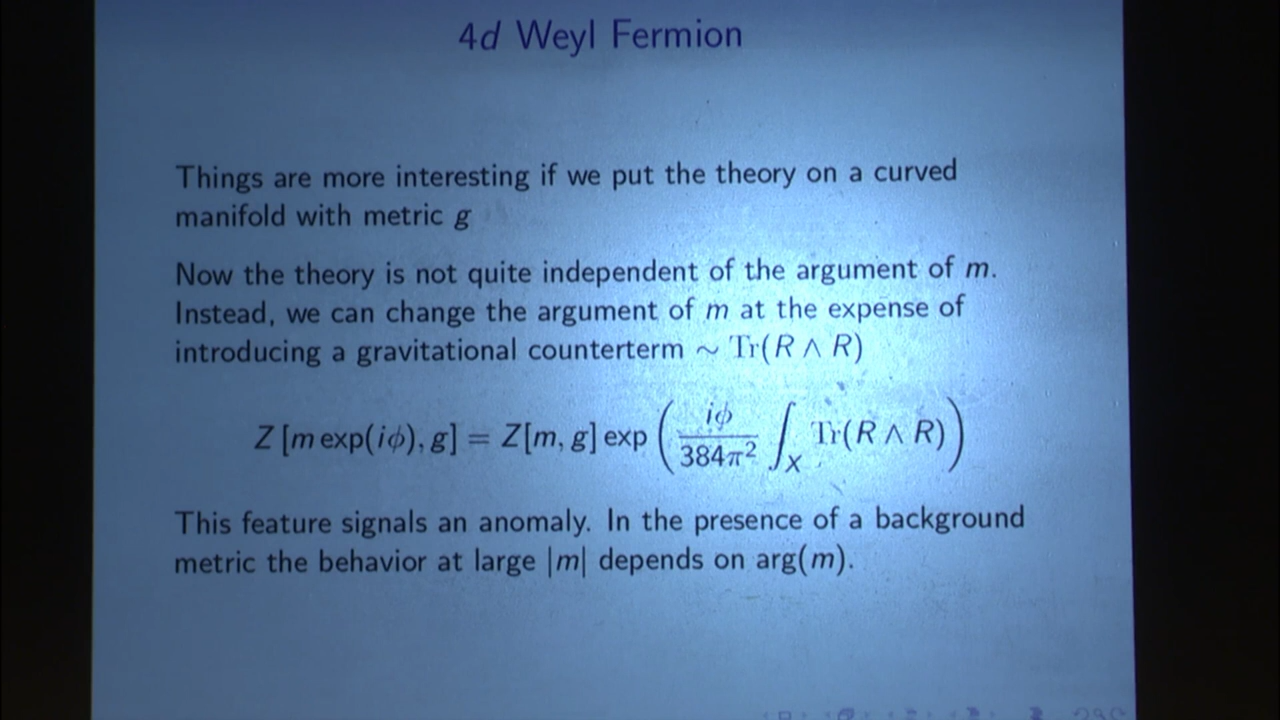 4d Weyl Fermion
Things are more interesting if we put the theory on a curved
manifold with metric g
Now the theory is not quite independent of the argument of m.
Instead, we can change the argument of m at the expense of
introducing a gravitational counterterm ~ Tr(R ∧ R)
Z [m exp(iϕ), g] = Z[m, g] exp ( iϕ/384π² ∫_X Tr(R ∧ R) )
This feature signals an anomaly. In the presence of a background
metric the behavior at large |m| depends on arg(m).